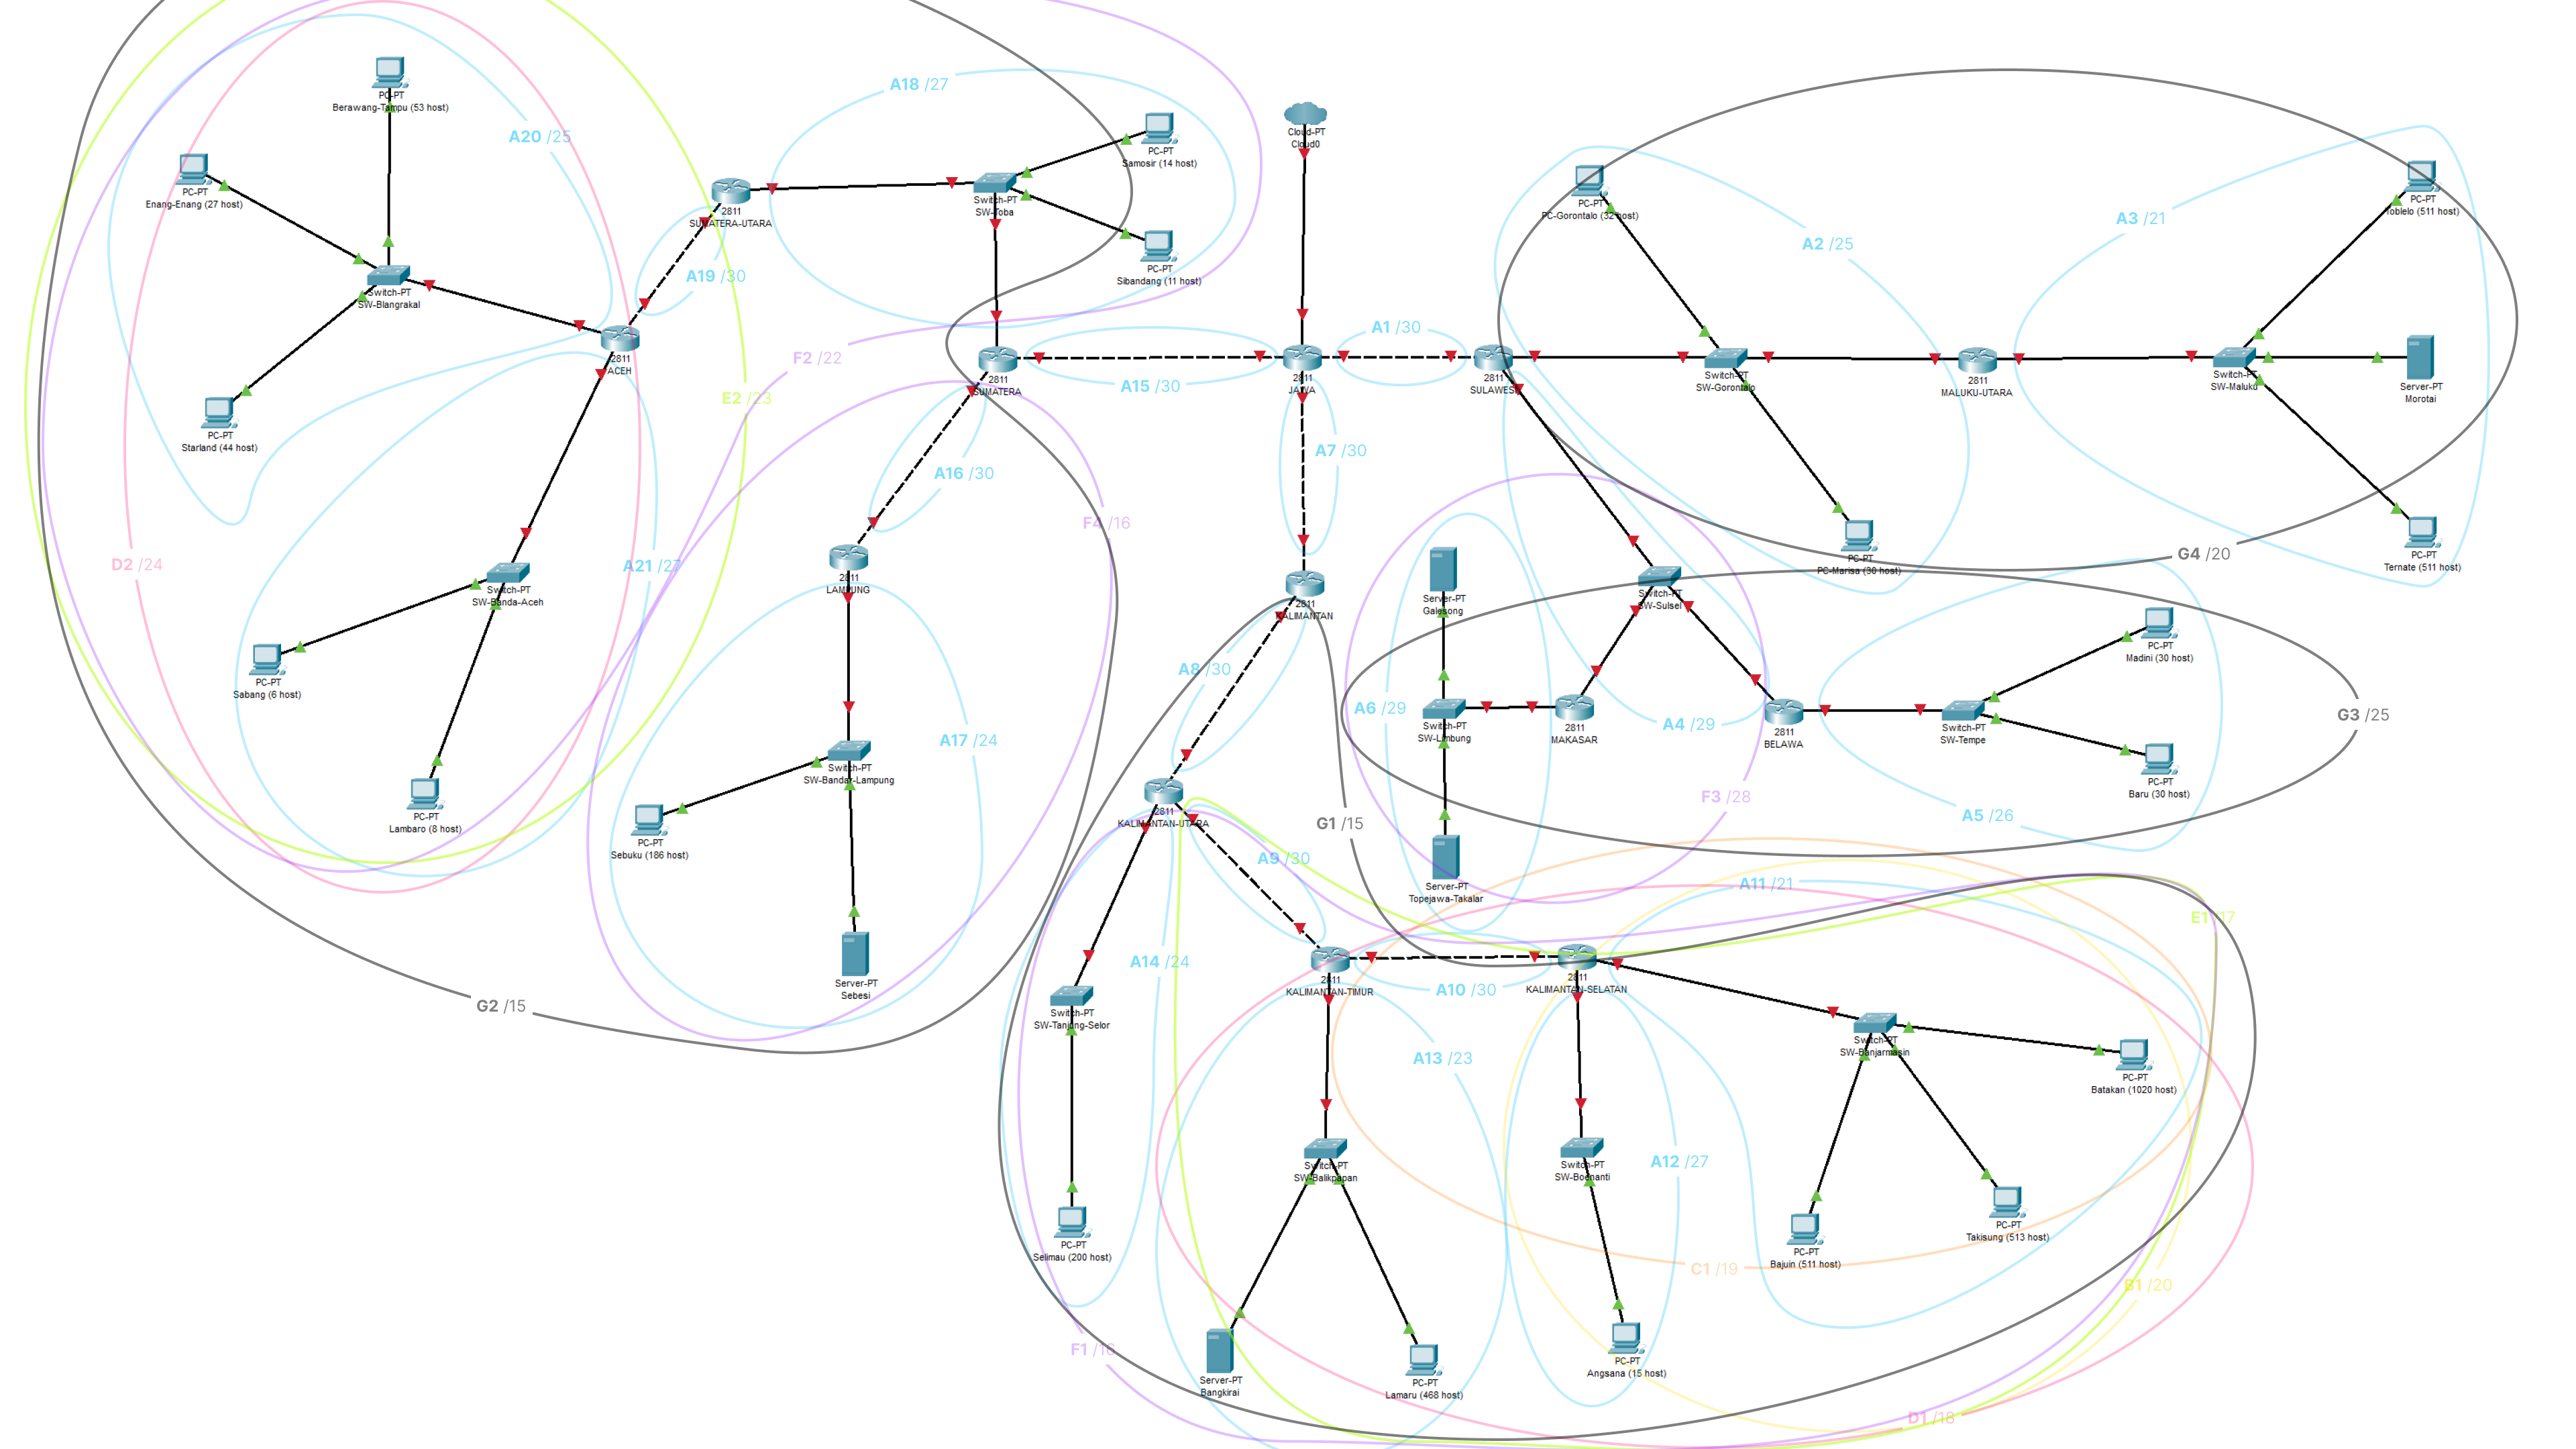 PC-PT
Berawang-Tampu (53 host)
A20 /25
PC-PT
Enang-Enang (27 host)
Switch-PT
SW-Blangrakal
PC-PT
Starland (44 host)
2811
ACEH
D2 /24
A21 /27
Switch-PT
SW-Banda-Aceh
PC-PT
Sabang (6 host)
PC-PT
Lambaro (8 host)
E2 /23
F2 /22
A19 /30
2811
SUMATERA-UTARA
A18 /27
Switch-PT
SW-Toba
PC-PT
Samosir (14 host)
PC-PT
Sibandang (11 host)
2811
SUMATERA
A15 /30
A16 /30
F4 /16
2811
LAMPUNG
A17 /24
Switch-PT
SW-Bandar-Lampung
PC-PT
Sebuku (186 host)
Server-PT
Sebesi
G2 /15
Cloud-PT
Cloud0
2811
JAWA
A1 /30
A7 /30
2811
SULAWESI
PC-PT
PC-Gorontalo (32 host)
A2 /25
Switch-PT
SW-Gorontalo
PC-PT
PC-Marisa (30 host)
2811
MALUKU-UTARA
A3 /21
Switch-PT
SW-Maluku
PC-PT
Toblelo (511 host)
Server-PT
Morotai
PC-PT
Ternate (511 host)
G4 /20
Server-PT
Galesong
Switch-PT
SW-Sulsel
A6 /29
Switch-PT
SW-Limbung
2811
MAKASAR
A4 /29
2811
BELAWA
Switch-PT
SW-Tempe
PC-PT
Madini (30 host)
PC-PT
Baru (30 host)
A5 /26
G3 /25
F3 /28
Server-PT
Topejawa-Takalar
2811
KALIMANTAN
A8 /30
G1 /15
2811
KALIMANTAN-UTARA
A9 /30
A14 /24
Switch-PT
SW-Tanjung-Selor
PC-PT
Selimau (200 host)
F1 /16
2811
KALIMANTAN-TIMUR
A10 /30
2811
KALIMANTAN-SELATAN
A11 /21
E1 /17
A13 /23
Switch-PT
SW-Balikpapan
Server-PT
Bangkirai
PC-PT
Lamaru (468 host)
A12 /27
Switch-PT
SW-Boenanti
PC-PT
Angsana (15 host)
Switch-PT
SW-Banjarmasin
PC-PT
Batakan (1020 host)
PC-PT
Takisung (513 host)
PC-PT
Bajuin (511 host)
C1 /19
B1 /20
D1 /18